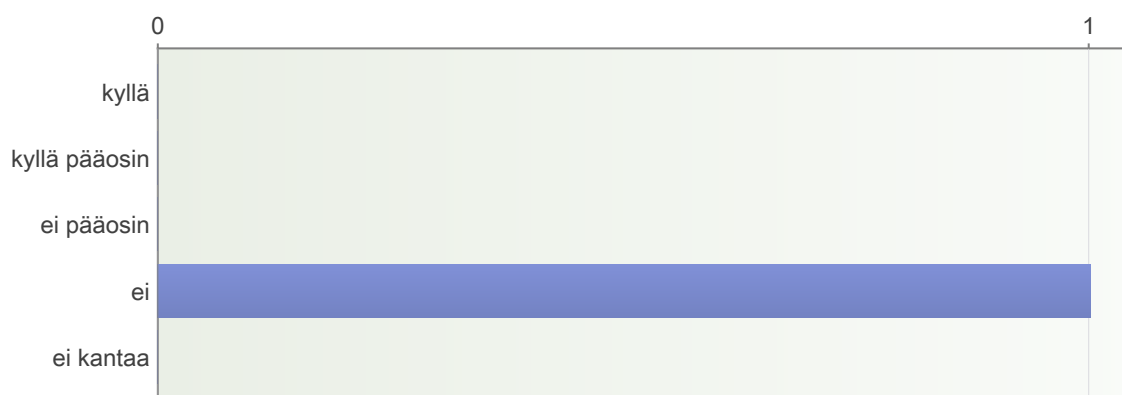 0 1
kyllä
kyllä pääosin
ei pääosin
ei
ei kantaa